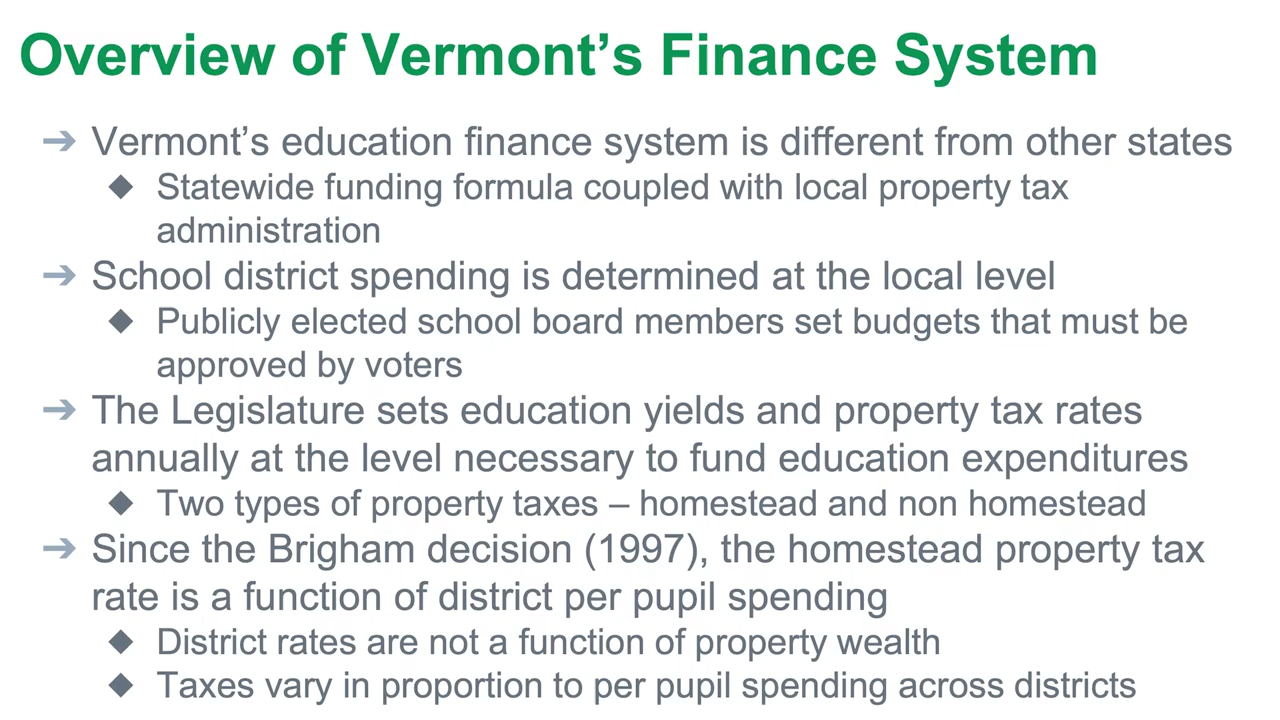 Overview of Vermont’s Finance System
➔ Vermont’s education finance system is different from other states
◆ Statewide funding formula coupled with local property tax
administration
➔ School district spending is determined at the local level
◆ Publicly elected school board members set budgets that must be
approved by voters
➔ The Legislature sets education yields and property tax rates
annually at the level necessary to fund education expenditures
◆ Two types of property taxes – homestead and non homestead
➔ Since the Brigham decision (1997), the homestead property tax
rate is a function of district per pupil spending
◆ District rates are not a function of property wealth
◆ Taxes vary in proportion to per pupil spending across districts